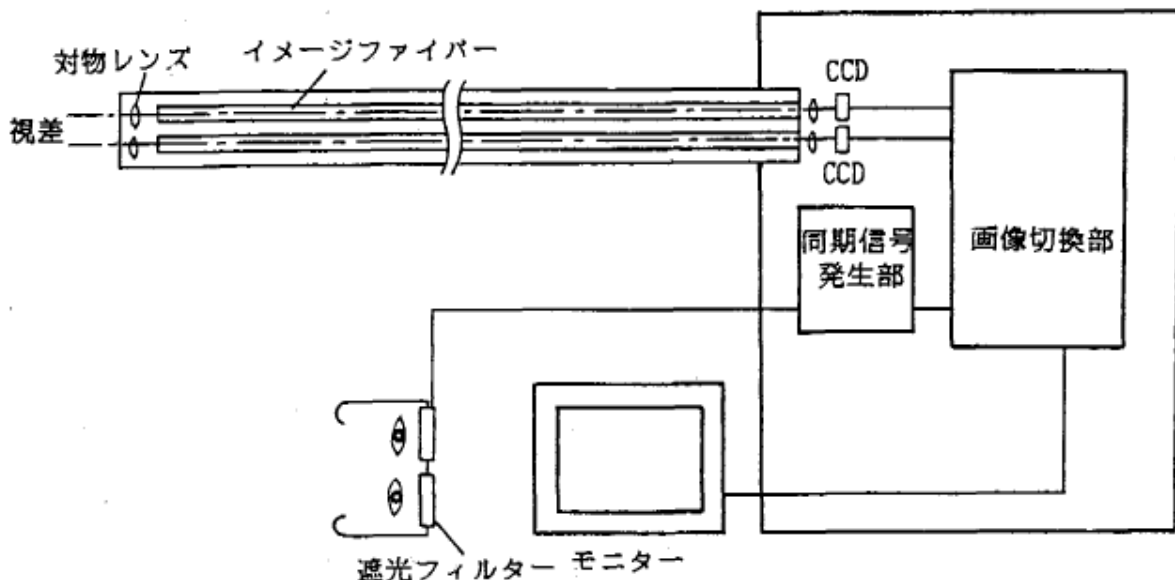 対物レンズ
イメージファイバー
CCD
視差
CCD
同期信号
発生部
画像切換部
遮光フィルター
モニター